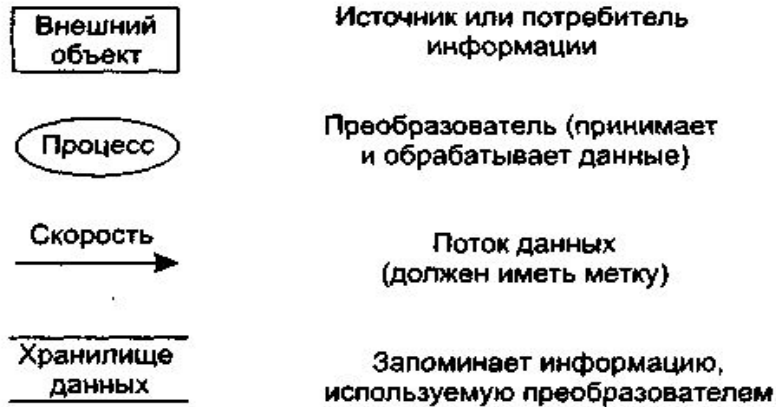 Внешний
объект
Источник или потребитель
информации
Процесс
Преобразователь (принимает
и обрабатывает данные)
Скорость
Поток данных
(должен иметь метку)
Хранилище
данных
Запоминает информацию,
используемую преобразователем